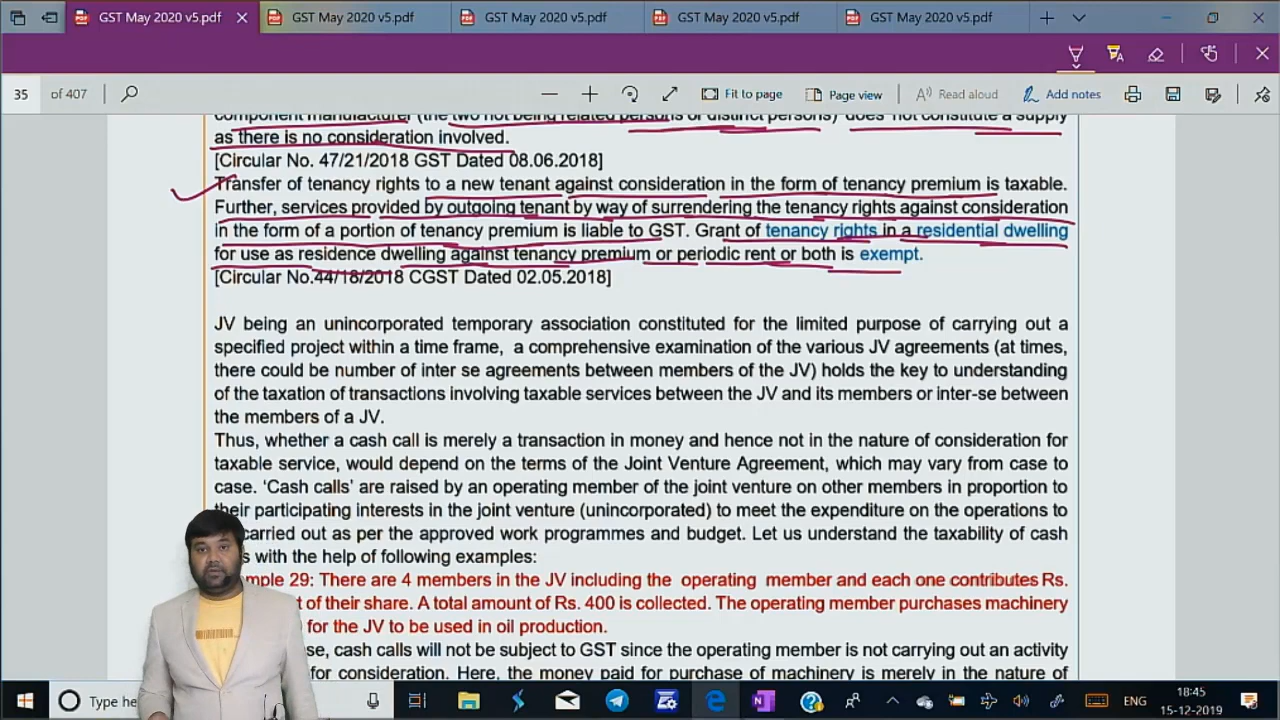 GST May 2020 v5.pdf GST May 2020 v5.pdf GST May 2020 v5.pdf GST May 2020 v5.pdf GST May 2020 v5.pdf
35 of 407 Fit to page Page view Read aloud Add notes
component manufacturer (the two not being related persons or distinct persons) does not constitute a supply
as there is no consideration involved.
[Circular No. 47/21/2018 GST Dated 08.06.2018]
Transfer of tenancy rights to a new tenant against consideration in the form of tenancy premium is taxable.
Further, services provided by outgoing tenant by way of surrendering the tenancy rights against consideration
in the form of a portion of tenancy premium is liable to GST. Grant of tenancy rights in a residential dwelling
for use as residence dwelling against tenancy premium or periodic rent or both is exempt.
[Circular No.44/18/2018 CGST Dated 02.05.2018]
JV being an unincorporated temporary association constituted for the limited purpose of carrying out a
specified project within a time frame, a comprehensive examination of the various JV agreements (at times,
there could be number of inter se agreements between members of the JV) holds the key to understanding
of the taxation of transactions involving taxable services between the JV and its members or inter-se between
the members of a JV.
Thus, whether a cash call is merely a transaction in money and hence not in the nature of consideration for
taxable service, would depend on the terms of the Joint Venture Agreement, which may vary from case to
case. ‘Cash calls’ are raised by an operating member of the joint venture on other members in proportion to
their participating interests in the joint venture (unincorporated) to meet the expenditure on the operations to
carried out as per the approved work programmes and budget. Let us understand the taxability of cash
with the help of following examples:
29: There are 4 members in the JV including the operating member and each one contributes Rs.
of their share. A total amount of Rs. 400 is collected. The operating member purchases machinery
for the JV to be used in oil production.
cash calls will not be subject to GST since the operating member is not carrying out an activity
for consideration. Here, the money paid for purchase of machinery is merely in the nature of
Type ENG 18:45
15-12-2019